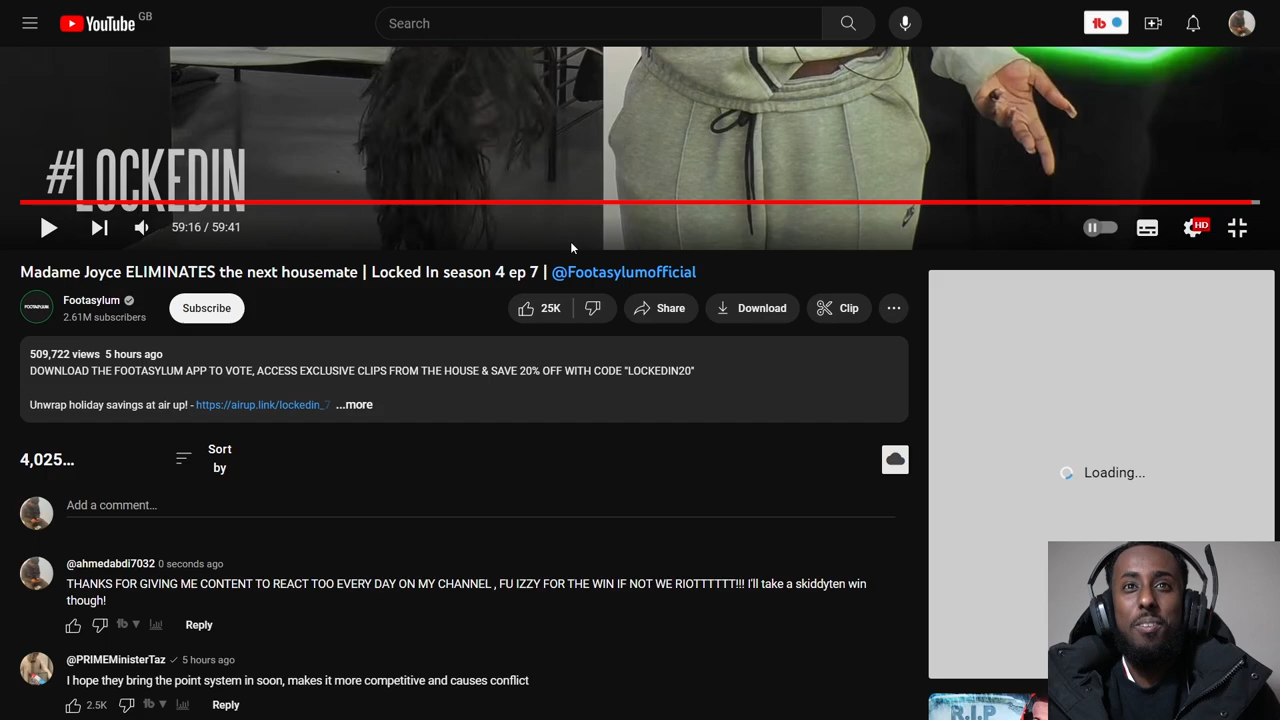 YouTube GB
Search
#LOCKEDIN
59:16 / 59:41
HD
Madame Joyce ELIMINATES the next housemate | Locked In season 4 ep 7 | @Footasylumofficial
FOOTASYLUM
Footasylum
2.61M subscribers
Subscribe
25K
Share
Download
Clip
509,722 views 5 hours ago
DOWNLOAD THE FOOTASYLUM APP TO VOTE, ACCESS EXCLUSIVE CLIPS FROM THE HOUSE & SAVE 20% OFF WITH CODE "LOCKEDIN20"
Unwrap holiday savings at air up! - https://airup.link/lockedin_7 ...more
4,025...
Sort
by
Add a comment...
Loading...
@ahmedabdi7032 0 seconds ago
THANKS FOR GIVING ME CONTENT TO REACT TOO EVERY DAY ON MY CHANNEL , FU IZZY FOR THE WIN IF NOT WE RIOTTTTTT!!! I'll take a skiddyten win
though!
Reply
@PRIMEMinisterTaz 5 hours ago
I hope they bring the point system in soon, makes it more competitive and causes conflict
2.5K
Reply
R.I.P